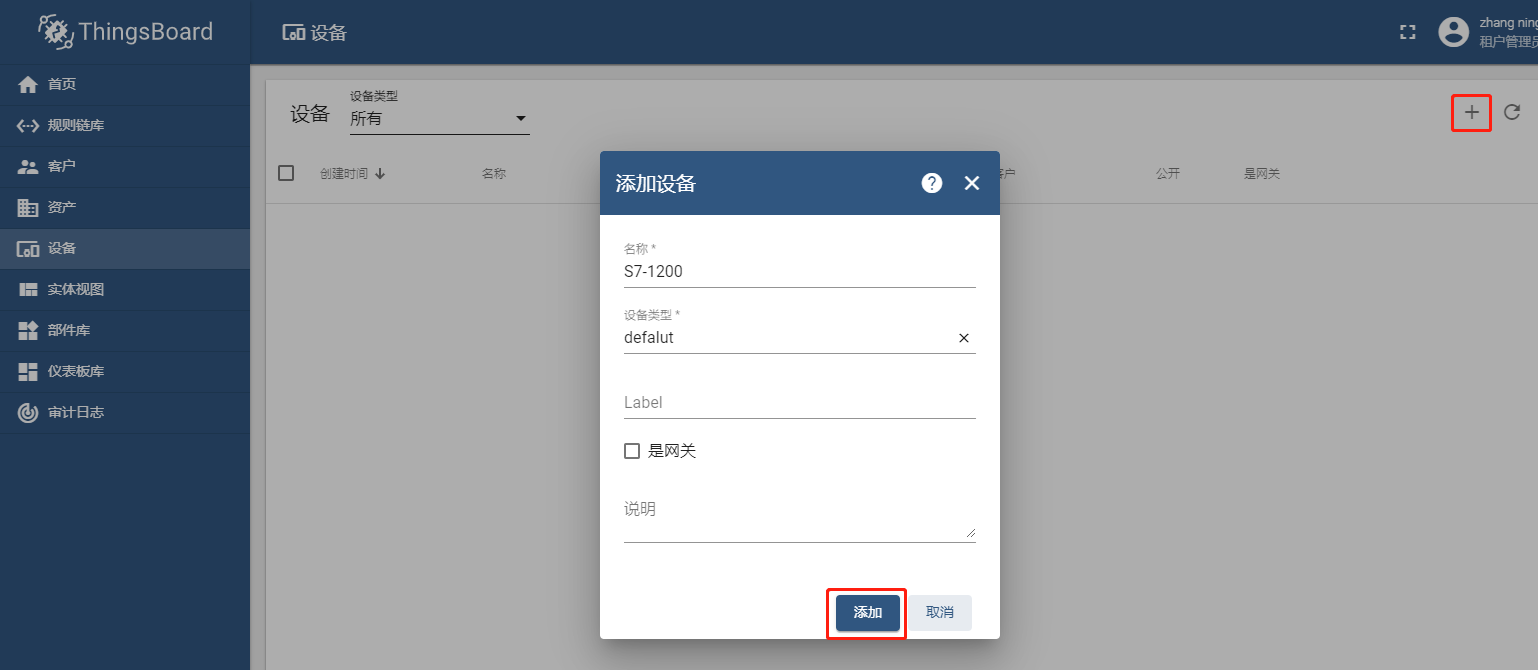 ThingsBoard
设备
zhang ning
租户管理员
首页
规则链库
客户
资产
设备
实体视图
部件库
仪表板库
审计日志
设备
设备类型
所有
创建时间
名称
客户
公开
是网关
添加设备
名称 *
S7-1200
设备类型 *
defalut
Label
是网关
说明
添加
取消